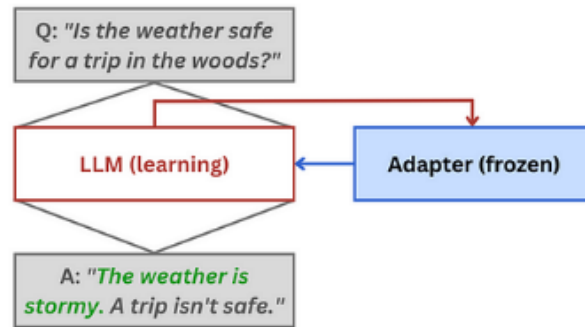 Q: "Is the weather safe
for a trip in the woods?"
LLM (learning)
Adapter (frozen)
A: "The weather is
stormy. A trip isn't safe."